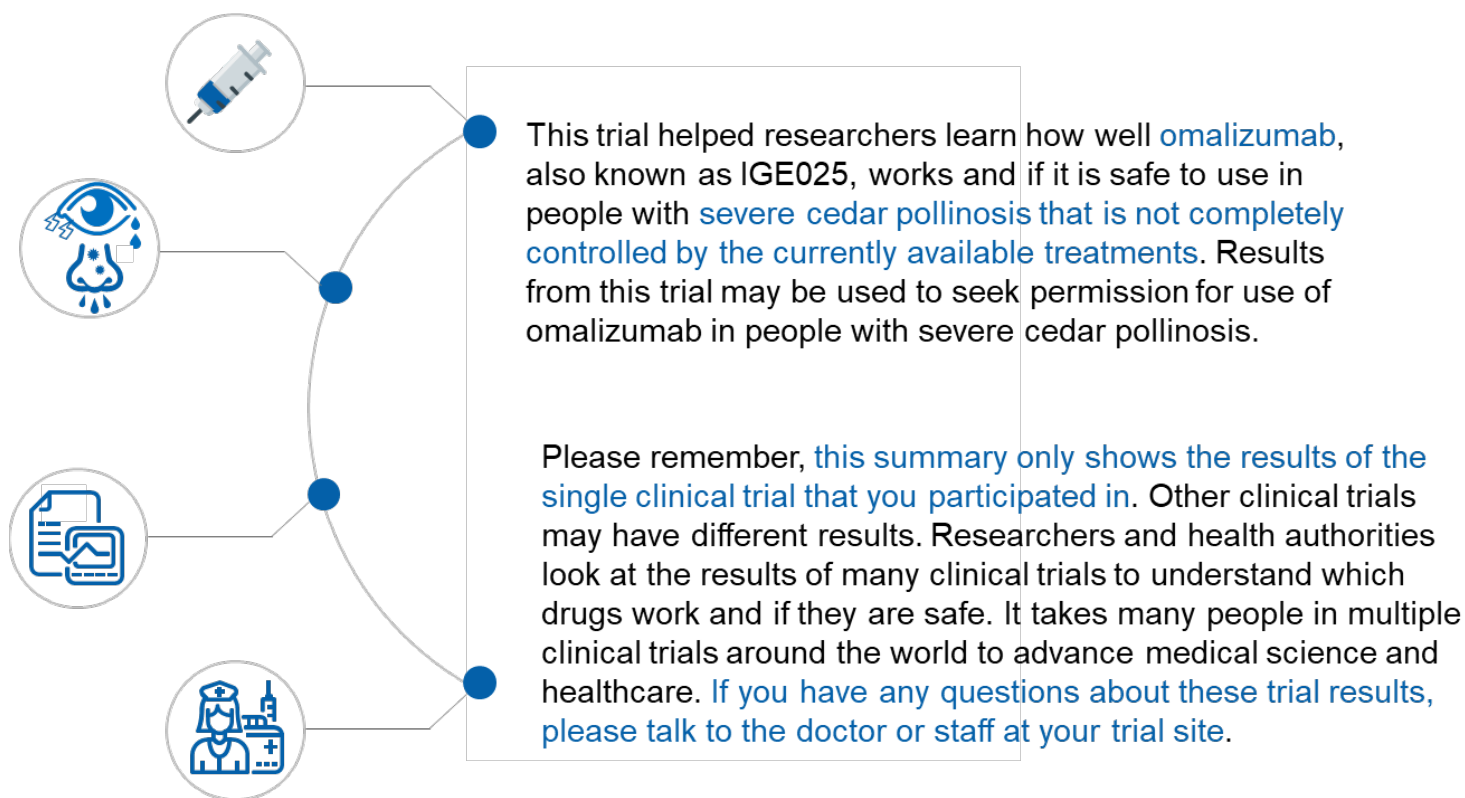 This trial helped researchers learn how well omalizumab,
also known as IGE025, works and if it is safe to use in
people with severe cedar pollinosis that is not completely
controlled by the currently available treatments. Results
from this trial may be used to seek permission for use of
omalizumab in people with severe cedar pollinosis.
Please remember, this summary only shows the results of the
single clinical trial that you participated in. Other clinical trials
may have different results. Researchers and health authorities
look at the results of many clinical trials to understand which
drugs work and if they are safe. It takes many people in multiple
clinical trials around the world to advance medical science and
healthcare. If you have any questions about these trial results,
please talk to the doctor or staff at your trial site.